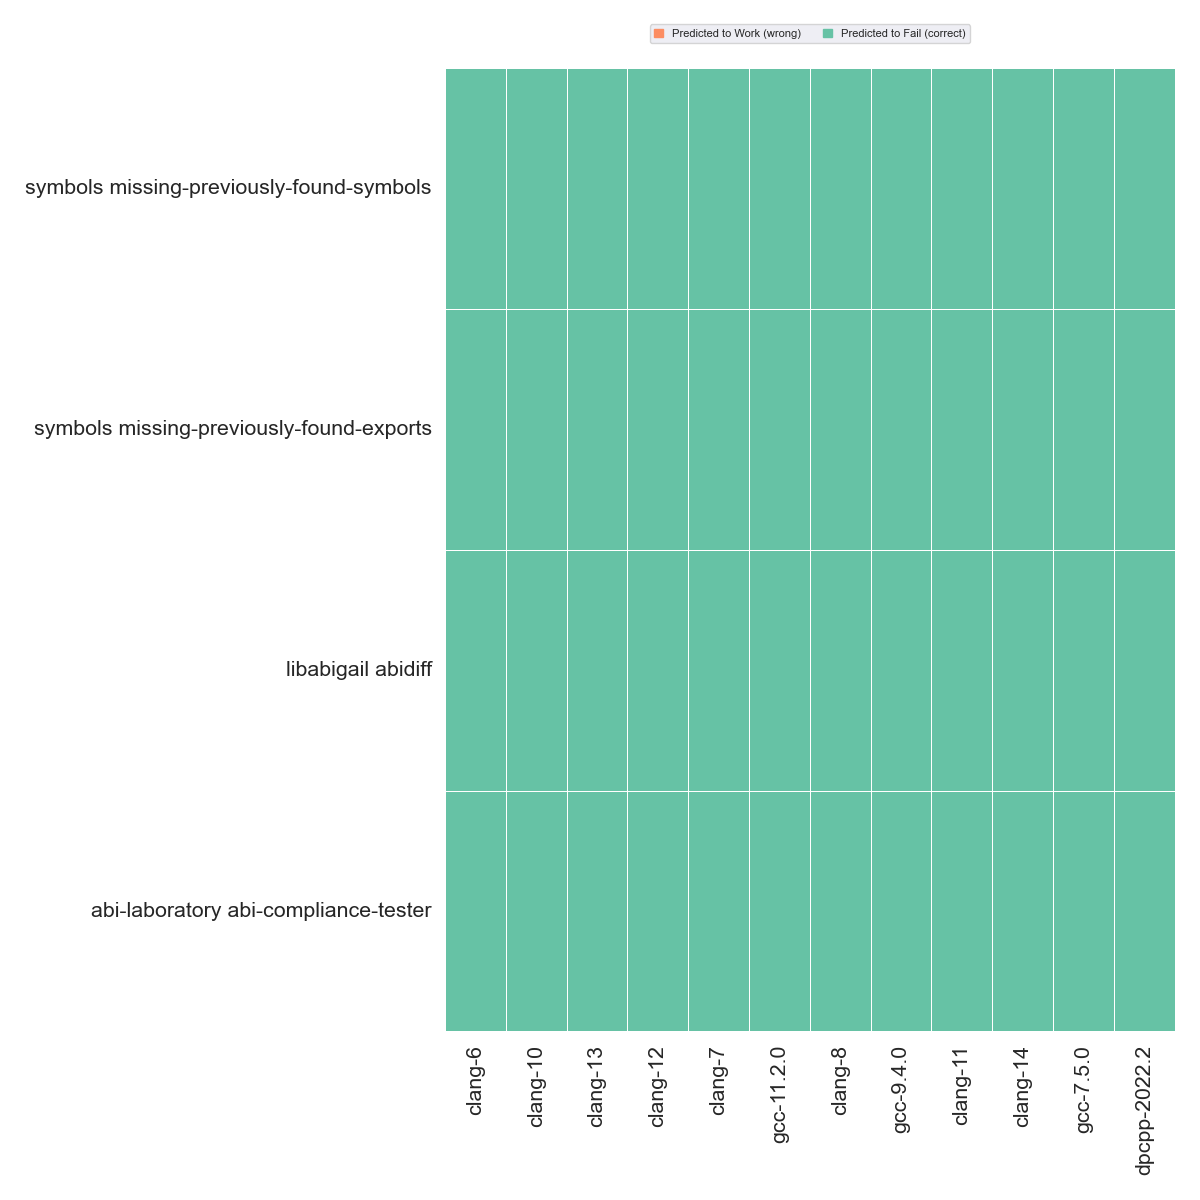 Predicted to Work (wrong) Predicted to Fail (correct)
symbols missing-previously-found-symbols
symbols missing-previously-found-exports
libabigail abidiff
abi-laboratory abi-compliance-tester
clang-6
clang-10
clang-13
clang-12
clang-7
gcc-11.2.0
clang-8
gcc-9.4.0
clang-11
clang-14
gcc-7.5.0
dpcpp-2022.2